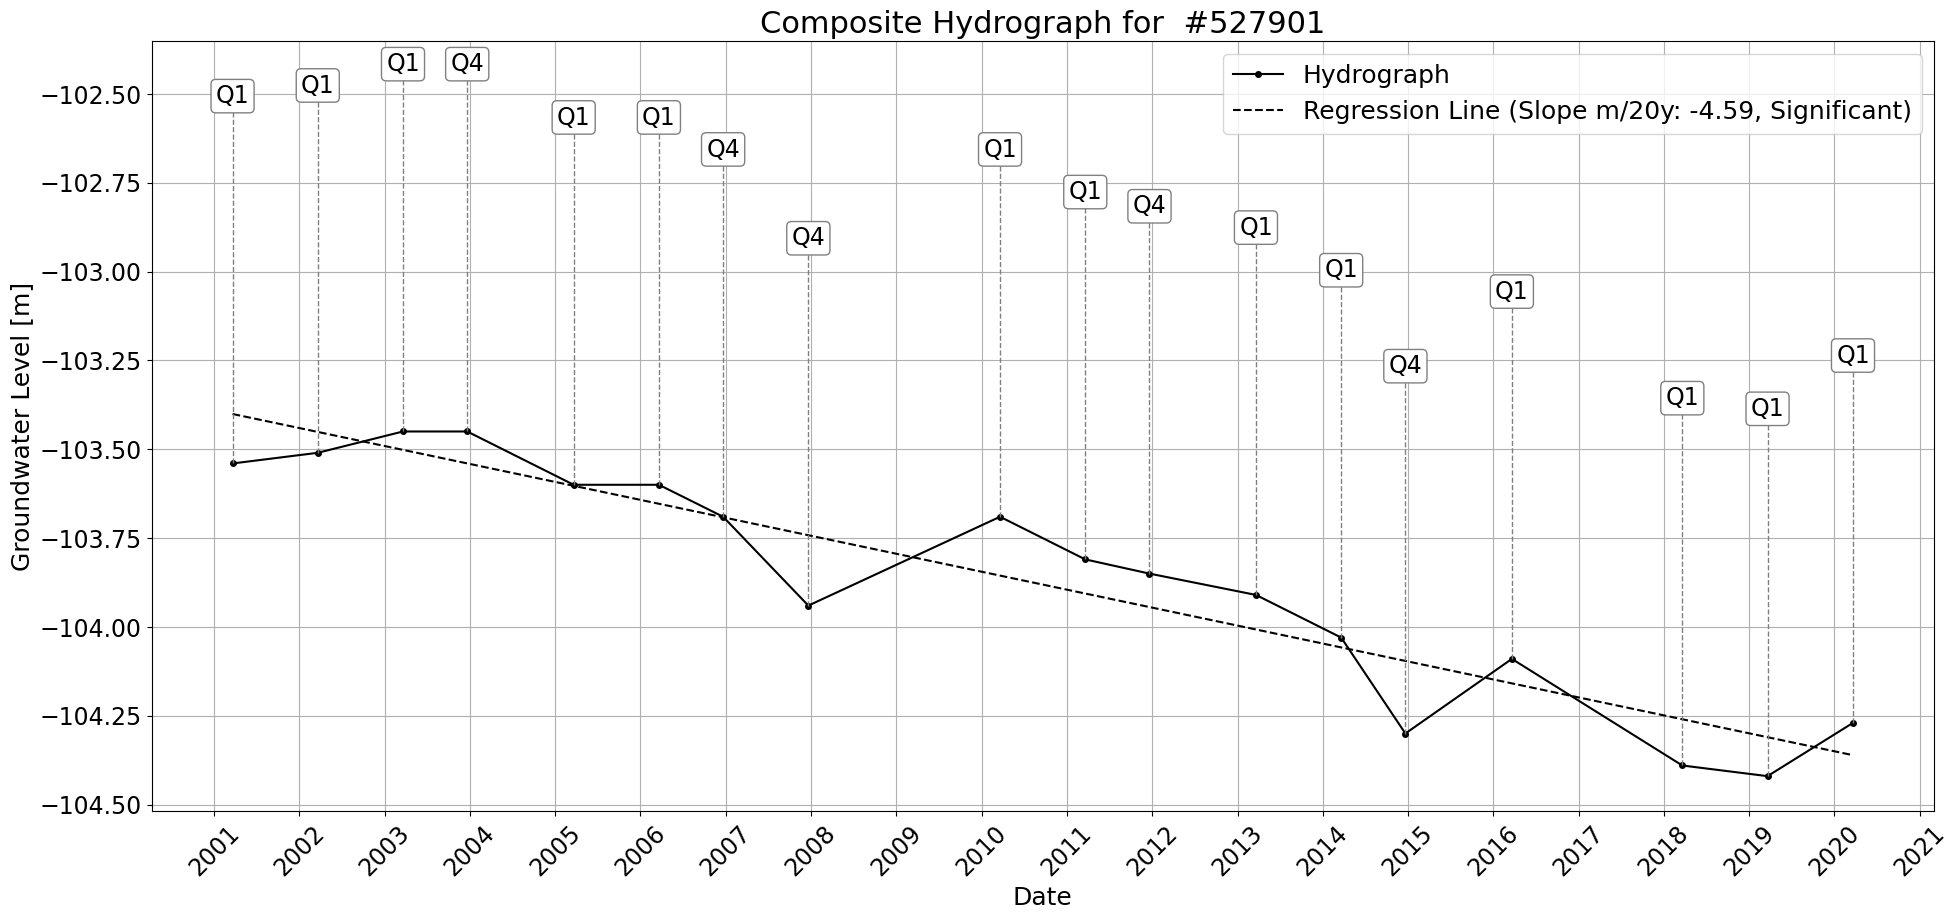 Composite Hydrograph for  #527901
Hydrograph
Regression Line (Slope m/20y: -4.59, Significant)
Q1
Q1
Q1
Q4
Q1
Q1
Q4
Q4
Q1
Q1
Q4
Q1
Q1
Q4
Q1
Q1
Q1
Q1
Groundwater Level [m]
−102.50
−102.75
−103.00
−103.25
−103.50
−103.75
−104.00
−104.25
−104.50
2001
2002
2003
2004
2005
2006
2007
2008
2009
2010
2011
2012
2013
2014
2015
2016
2017
2018
2019
2020
2021
Date